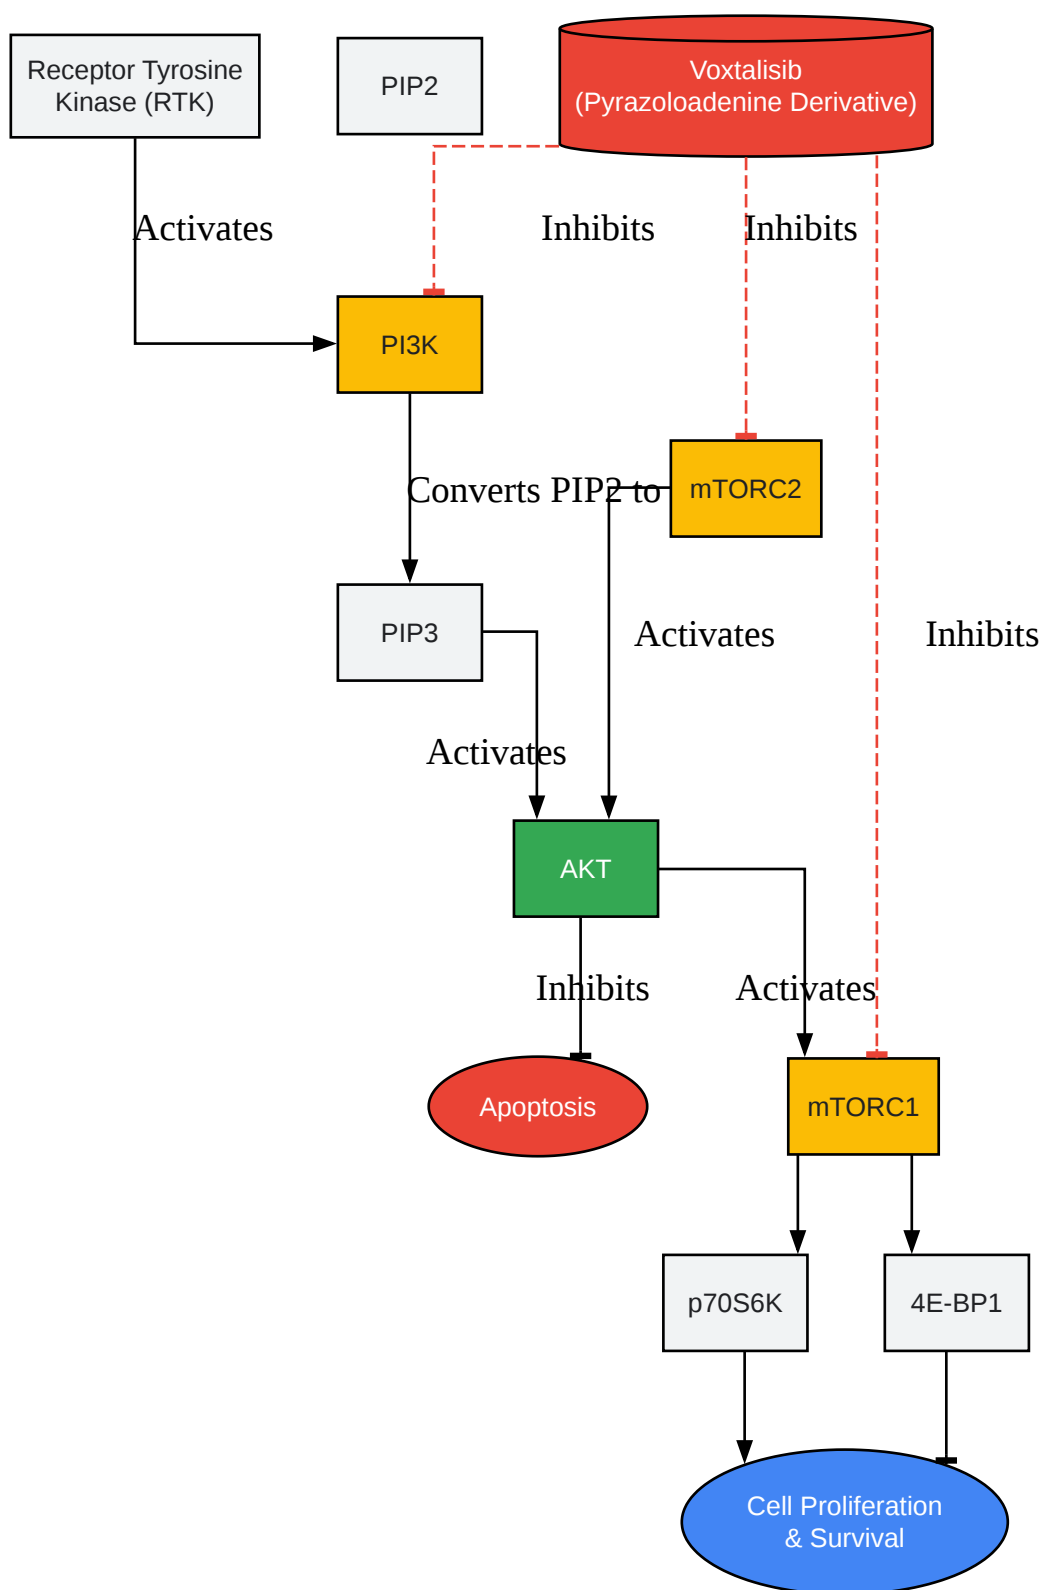 Receptor Tyrosine
Kinase (RTK)
PIP2
Voxtalisib
(Pyrazoloadenine Derivative)
Activates
Inhibits
Inhibits
PI3K
Converts PIP2 to
mTORC2
PIP3
Activates
Inhibits
Activates
AKT
Inhibits
Activates
Apoptosis
mTORC1
p70S6K
4E-BP1
Cell Proliferation
& Survival